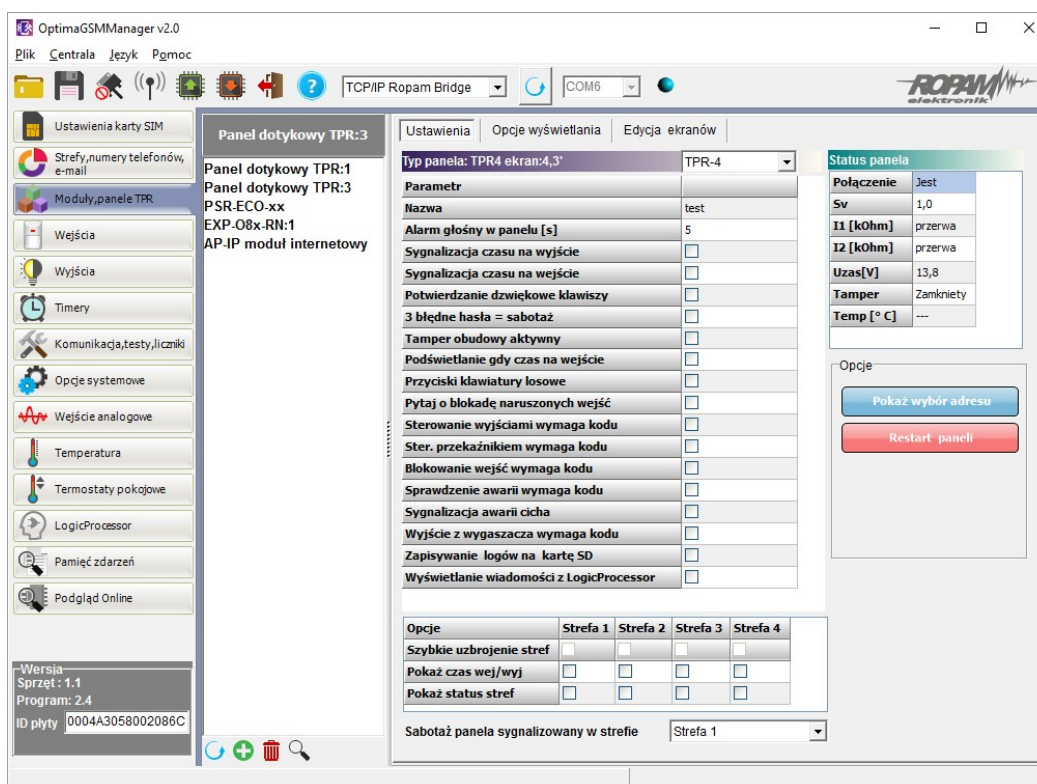 OptimaGSMManager v2.0
Plik Centrala Język Pomoc
TCP/IP Ropam Bridge
COM6
ROPAM
elektronik
Ustawienia karty SIM
Strefy,numery telefonów,
e-mail
Moduły,panele TPR
Wejścia
Wyjścia
Timery
Komunikacja,testy,liczniki
Opcje systemowe
Wejście analogowe
Temperatura
Termostaty pokojowe
LogicProcessor
Pamięć zdarzeń
Podgląd Online
Wersja
Sprzęt : 1.1
Program: 2.4
ID płyty 0004A3058002086C
Panel dotykowy TPR:3
Panel dotykowy TPR:1
Panel dotykowy TPR:3
PSR-ECO-xx
EXP-O8x-RN:1
AP-IP moduł internetowy
Ustawienia Opcje wyświetlania Edycja ekranów
Typ panela: TPR4 ekran:4,3' TPR-4
Parametr
Nazwa test
Alarm głośny w panelu [s] 5
Sygnalizacja czasu na wyjście
Sygnalizacja czasu na wejście
Potwierdzanie dzwiękowe klawiszy
3 błędne hasła = sabotaż
Tamper obudowy aktywny
Podświetlanie gdy czas na wejście
Przyciski klawiatury losowe
Pytaj o blokadę naruszonych wejść
Sterowanie wyjściami wymaga kodu
Ster. przekaźnikiem wymaga kodu
Blokowanie wejść wymaga kodu
Sprawdzenie awarii wymaga kodu
Sygnalizacja awarii cicha
Wyjście z wygaszacza wymaga kodu
Zapisywanie logów na kartę SD
Wyświetlanie wiadomości z LogicProcessor
Opcje Strefa 1 Strefa 2 Strefa 3 Strefa 4
Szybkie uzbrojenie stref
Pokaż czas wej/wyj
Pokaż status stref
Sabotaż panela sygnalizowany w strefie Strefa 1
Status panela
Połączenie Jest
Sv 1,0
I1 [kOhm] przerwa
I2 [kOhm] przerwa
Uzas[V] 13,8
Tamper Zamkniety
Temp [° C] ---
Opcje
Pokaż wybór adresu
Restart paneli